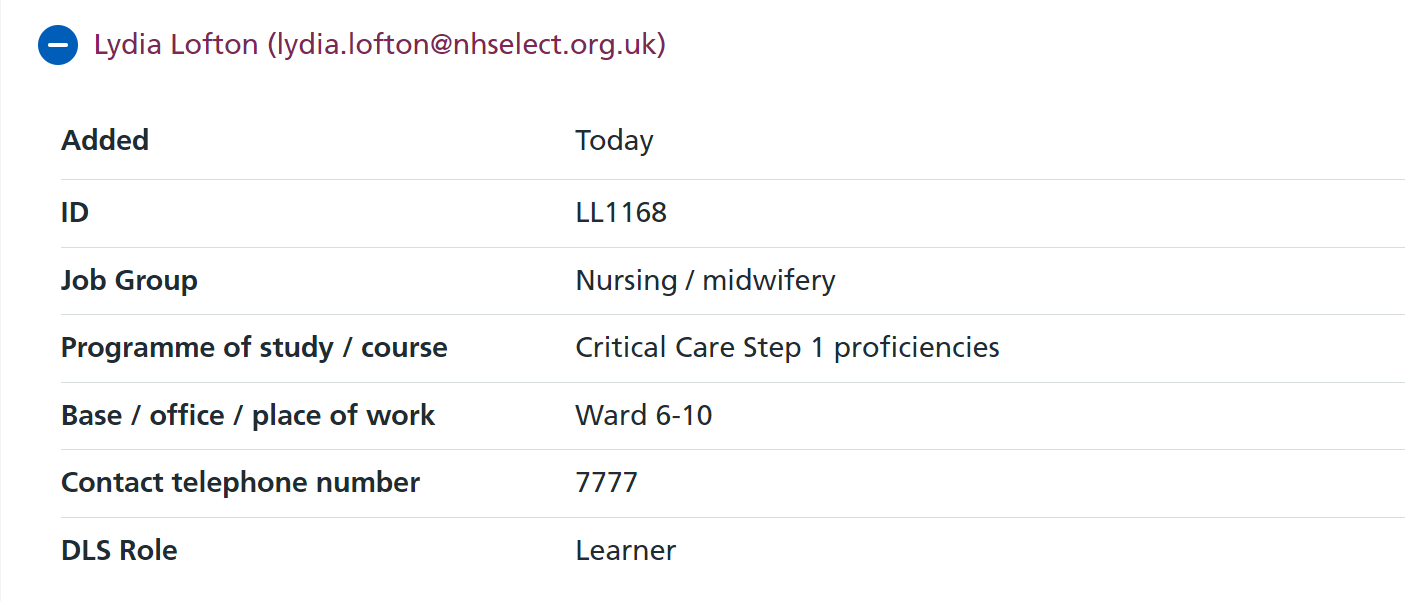 Lydia Lofton (lydia.lofton@nhselect.org.uk)
Added Today
ID LL1168
Job Group Nursing / midwifery
Programme of study / course Critical Care Step 1 proficiencies
Base / office / place of work Ward 6-10
Contact telephone number 7777
DLS Role Learner